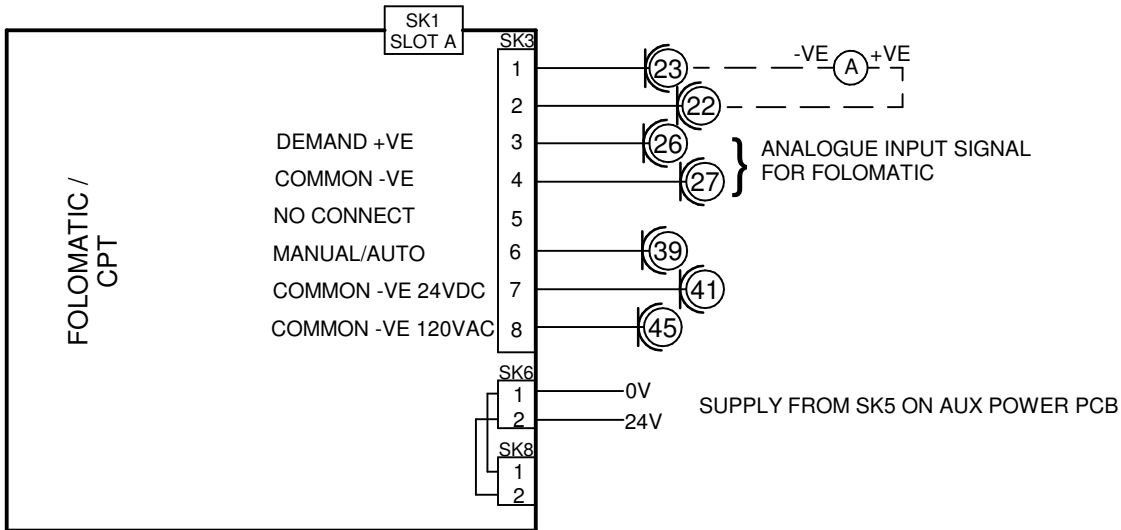 SK1
SLOT A
SK3
1
23
-VE
A
+VE
2
22
DEMAND +VE
3
26
ANALOGUE INPUT SIGNAL
FOR FOLOMATIC
COMMON -VE
4
27
NO CONNECT
5
MANUAL/AUTO
6
39
COMMON -VE 24VDC
7
41
COMMON -VE 120VAC
8
45
FOLOMATIC /
CPT
SK6
1
0V
2
24V
SUPPLY FROM SK5 ON AUX POWER PCB
SK8
1
2